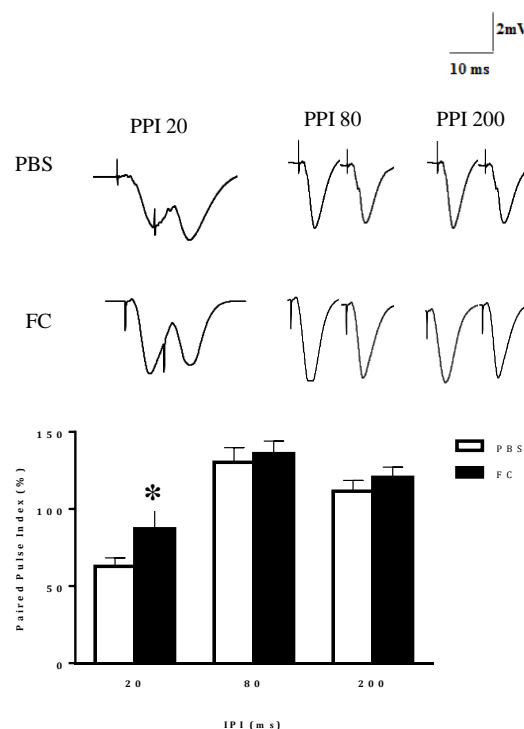 2mV
10 ms
PPI 20 PPI 80 PPI 200
PBS
FC
150
100
50
0
Paired Pulse Index (%)
*
PBS
FC
20 80 200
IPI (ms)